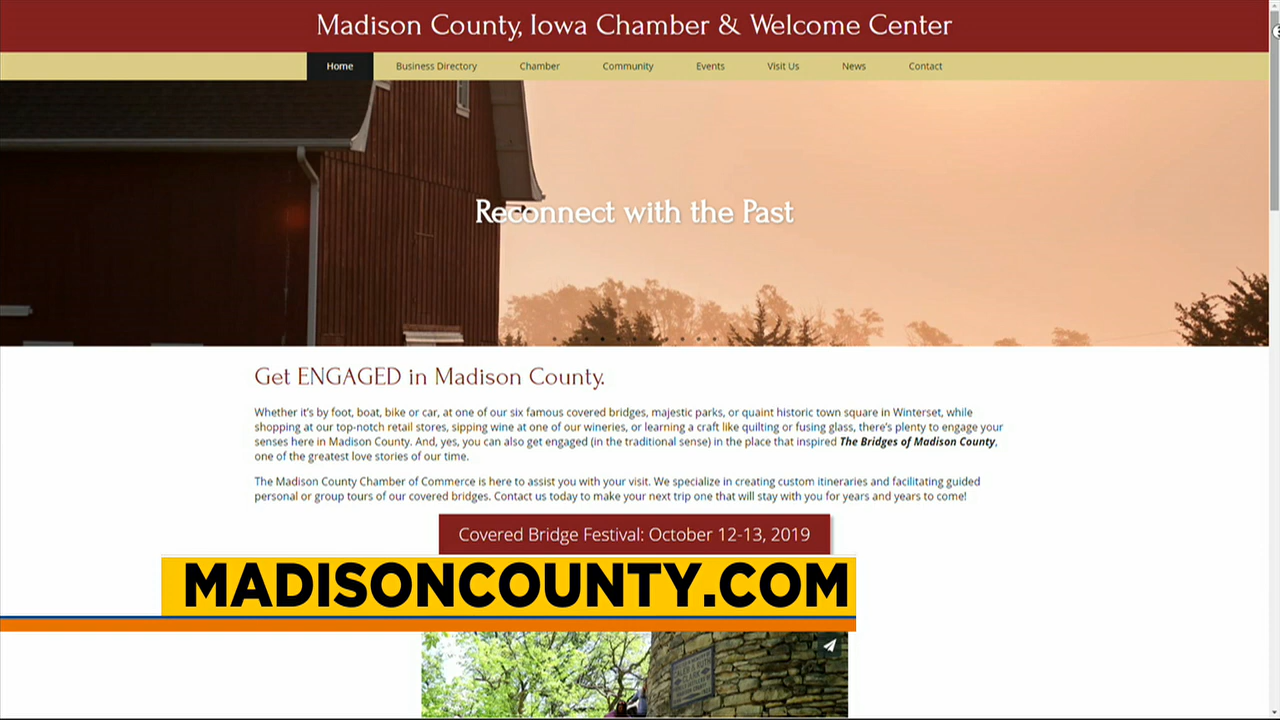 Madison County, Iowa Chamber & Welcome Center
Home Business Directory Chamber Community Events Visit Us News Contact
Reconnect with the Past
Get ENGAGED in Madison County.
Whether it's by foot, boat, bike or car, at one of our six famous covered bridges, majestic parks, or quaint historic town square in Winterset, while
shopping at our top-notch retail stores, sipping wine at one of our wineries, or learning a craft like quilting or fusing glass, there's plenty to engage your
senses here in Madison County. And, yes, you can also get engaged (in the traditional sense) in the place that inspired The Bridges of Madison County,
one of the greatest love stories of our time.
The Madison County Chamber of Commerce is here to assist you with your visit. We specialize in creating custom itineraries and facilitating guided
personal or group tours of our covered bridges. Contact us today to make your next trip one that will stay with you for years and years to come!
Covered Bridge Festival: October 12-13, 2019
MADISONCOUNTY.COM
CLARK